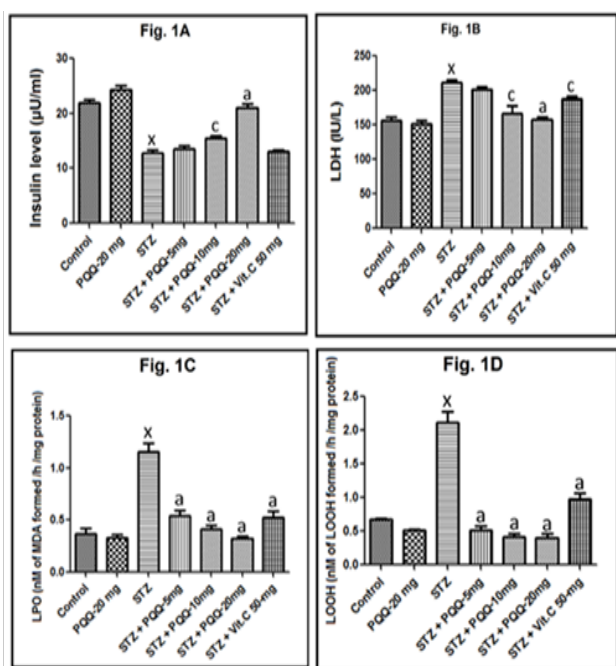 Fig. 1A
Insulin level (µU/ml)
30
20
10
0
x
c
a
Control
PQQ-20 mg
STZ
STZ + PQQ-5mg
STZ + PQQ-10mg
STZ + PQQ-20mg
STZ + Vit.C 50 mg
Fig. 1B
LDH (IU/L)
250
200
150
100
50
0
x
c
a
c
Control
PQQ-20 mg
STZ
STZ + PQQ-5mg
STZ + PQQ-10mg
STZ + PQQ-20mg
STZ + Vit.C 50 mg
Fig. 1C
LPO (nM of MDA formed /h /mg protein)
1.5
1.0
0.5
0.0
x
a
a
a
a
Control
PQQ-20 mg
STZ
STZ + PQQ-5mg
STZ + PQQ-10mg
STZ + PQQ-20mg
STZ + Vit.C 50-mg
Fig. 1D
LOOH (nM of LOOH formed /h /mg protein)
2.5
2.0
1.5
1.0
0.5
0.0
x
a
a
a
a
Control
PQQ-20 mg
STZ
STZ + PQQ-5mg
STZ + PQQ-10mg
STZ + PQQ-20mg
STZ + Vit.C 50-mg